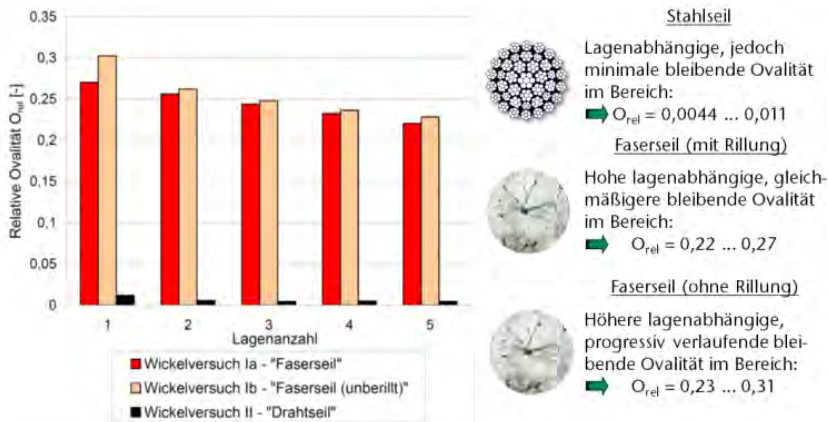 0,35
0,3
0,25
0,2
0,15
0,1
0,05
0
Relative Ovalität O_rel [-]
1 2 3 4 5
Lagenanzahl
Wickelversuch Ia - "Faserseil"
Wickelversuch Ib - "Faserseil (unberillt)"
Wickelversuch II - "Drahtseil"
Stahlseil
Lagenabhängige, jedoch
minimale bleibende Ovalität
im Bereich:
O_rel = 0,0044 ... 0,011
Faserseil (mit Rillung)
Hohe lagenabhängige, gleich-
mäßigere bleibende Ovalität
im Bereich:
O_rel = 0,22 ... 0,27
Faserseil (ohne Rillung)
Höhere lagenabhängige,
progressiv verlaufende blei-
bende Ovalität im Bereich:
O_rel = 0,23 ... 0,31